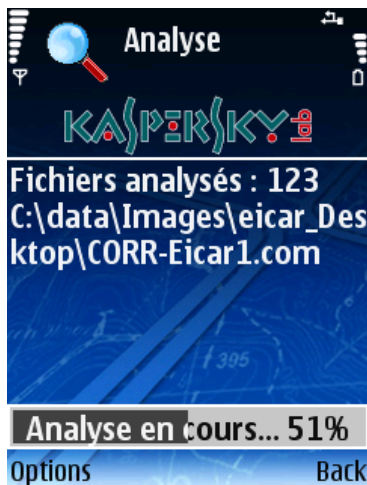 Analyse
KASPERSKY lab
Fichiers analysés : 123
C:\data\Images\eicar_Des
ktop\CORR-Eicar1.com
395
Analyse en cours... 51%
Options Back